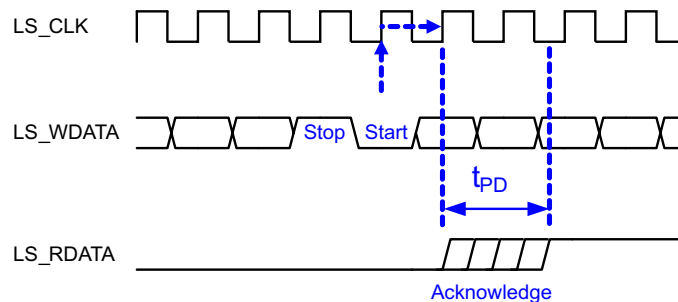 LS_CLK
LS_WDATA
Stop
Start
tPD
LS_RDATA
Acknowledge